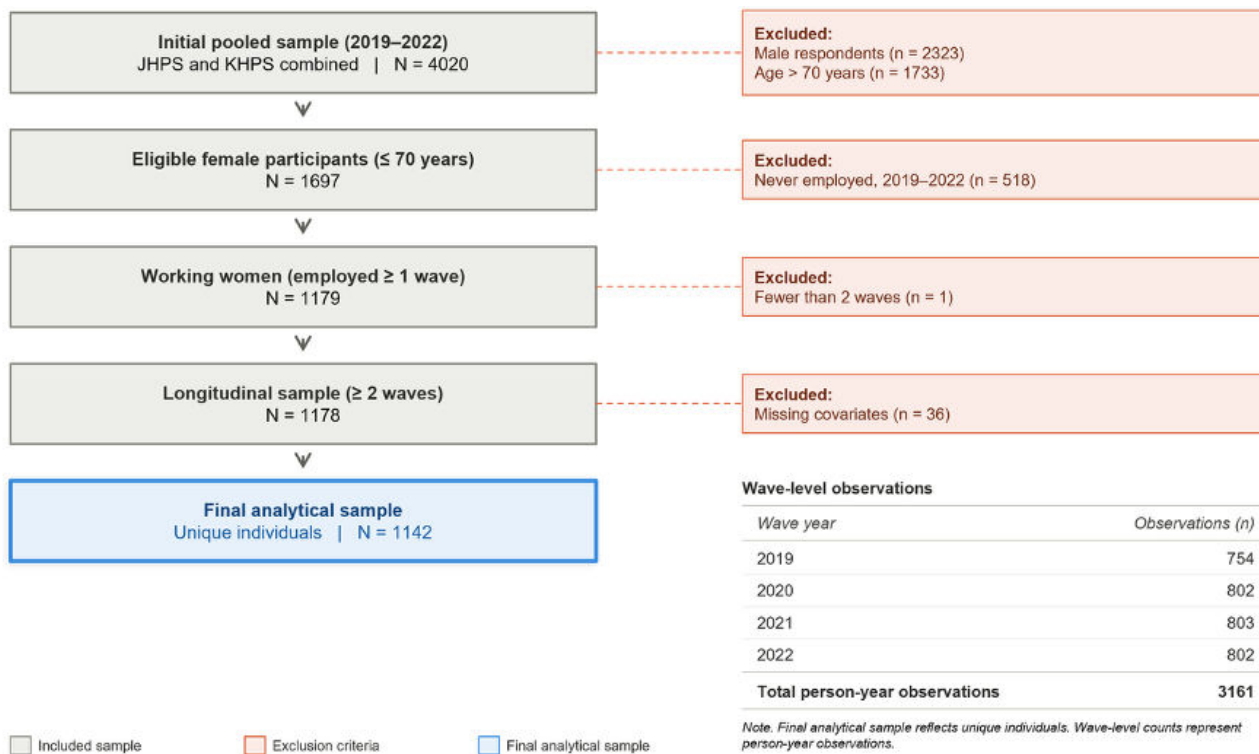 Initial pooled sample (2019–2022)
JHPS and KHPS combined | N = 4020
Excluded:
Male respondents (n = 2323)
Age > 70 years (n = 1733)
Eligible female participants (≤ 70 years)
N = 1697
Excluded:
Never employed, 2019–2022 (n = 518)
Working women (employed ≥ 1 wave)
N = 1179
Excluded:
Fewer than 2 waves (n = 1)
Longitudinal sample (≥ 2 waves)
N = 1178
Excluded:
Missing covariates (n = 36)
Final analytical sample
Unique individuals | N = 1142
Wave-level observations
Wave year Observations (n)
2019 754
2020 802
2021 803
2022 802
Total person-year observations 3161
Note. Final analytical sample reflects unique individuals. Wave-level counts represent
person-year observations.
Included sample Exclusion criteria Final analytical sample